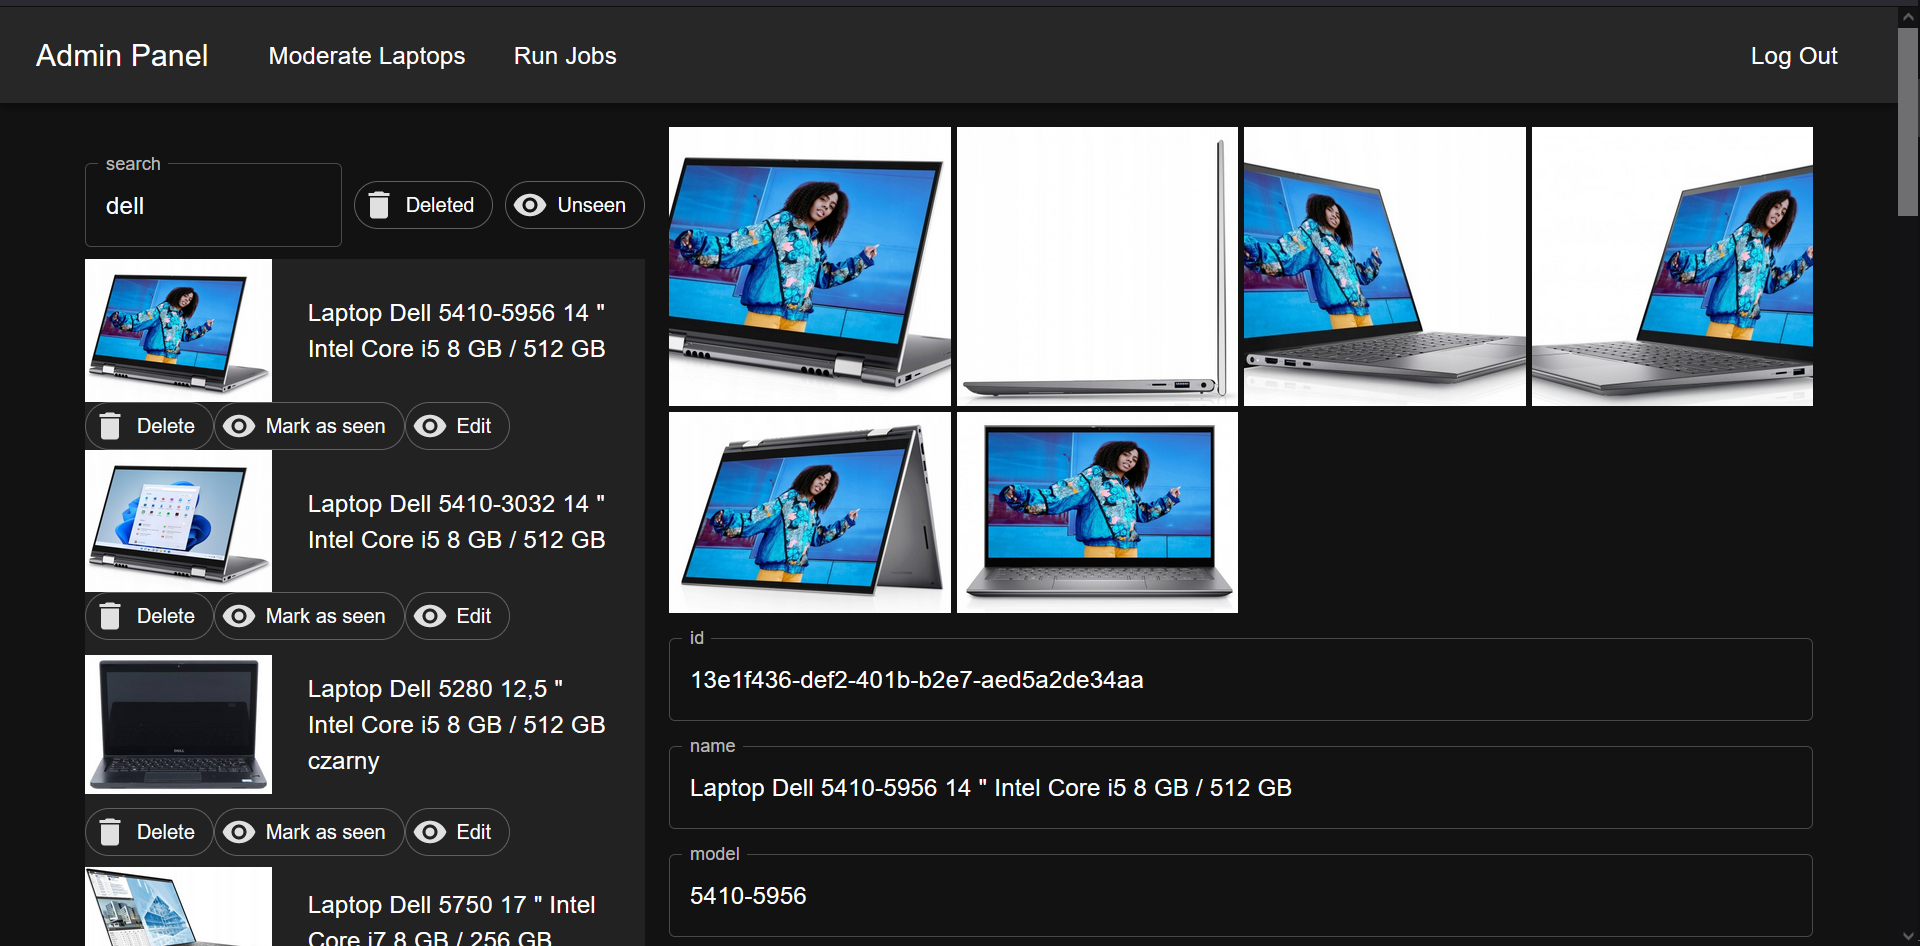 Admin Panel
Moderate Laptops
Run Jobs
Log Out
search
dell
Deleted
Unseen
Laptop Dell 5410-5956 14 "
Intel Core i5 8 GB / 512 GB
Delete
Mark as seen
Edit
Laptop Dell 5410-3032 14 "
Intel Core i5 8 GB / 512 GB
Delete
Mark as seen
Edit
Laptop Dell 5280 12,5 "
Intel Core i5 8 GB / 512 GB
czarny
Delete
Mark as seen
Edit
Laptop Dell 5750 17 " Intel
Core i7 8 GB / 256 GB
id
13e1f436-def2-401b-b2e7-aed5a2de34aa
name
Laptop Dell 5410-5956 14 " Intel Core i5 8 GB / 512 GB
model
5410-5956